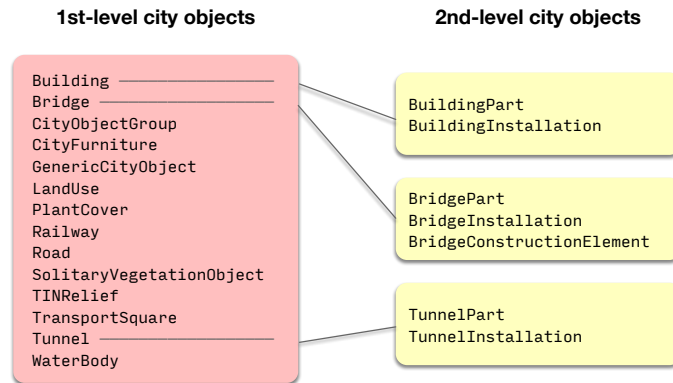 1st-level city objects
2nd-level city objects
Building
Bridge
CityObjectGroup
CityFurniture
GenericCityObject
LandUse
PlantCover
Railway
Road
SolitaryVegetationObject
TINRelief
TransportSquare
Tunnel
WaterBody
BuildingPart
BuildingInstallation
BridgePart
BridgeInstallation
BridgeConstructionElement
TunnelPart
TunnelInstallation